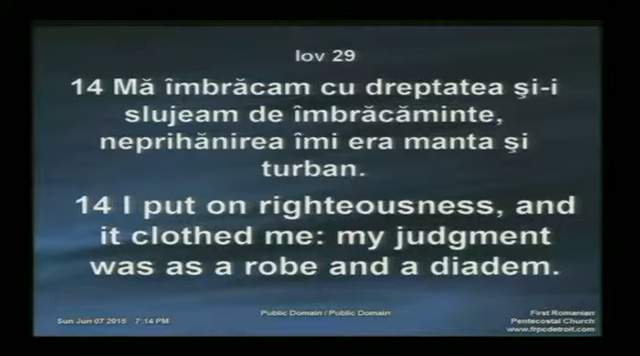 Iov 29
14 Mă îmbrăcam cu dreptatea şi-i
slujeam de îmbrăcăminte,
neprihănirea îmi era manta şi
turban.
14 I put on righteousness, and
it clothed me: my judgment
was as a robe and a diadem.
Public Domain / Public Domain
Sun Jun 07 2015   7:14 PM
First Romanian
Pentecostal Church
www.frpcdetroit.com